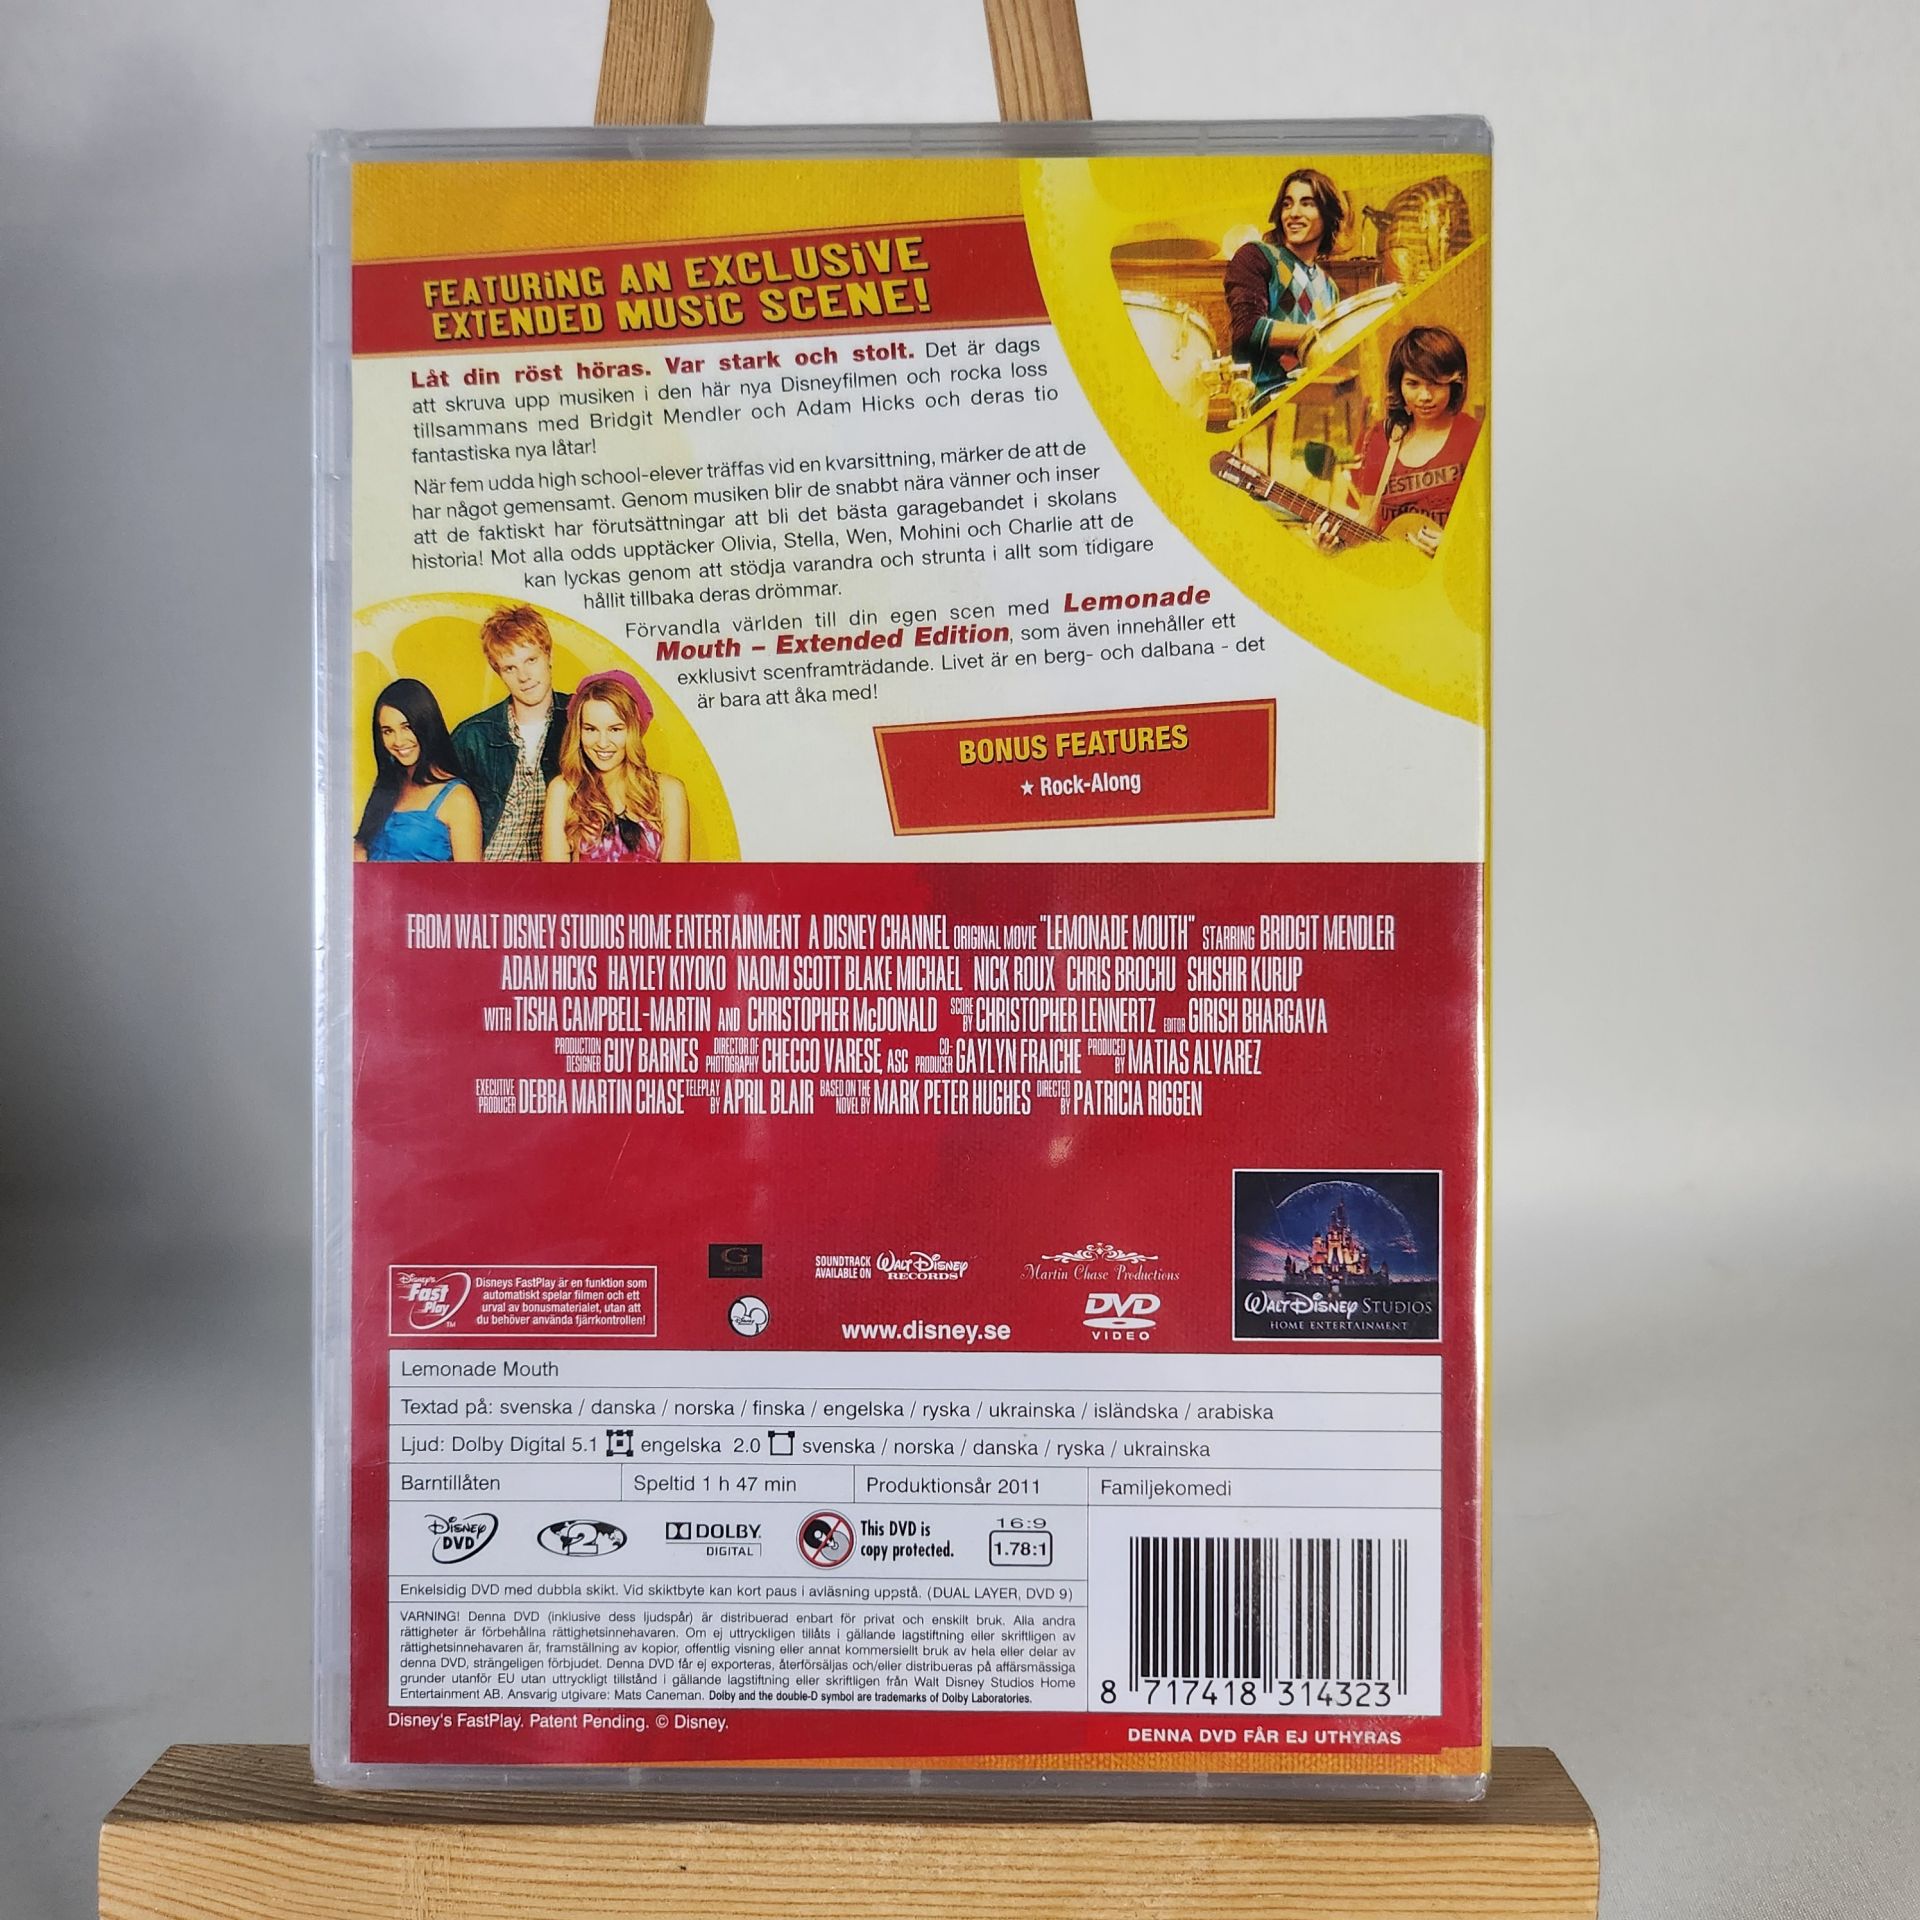 FEATURING AN EXCLUSIVE
EXTENDED MUSIC SCENE!
Låt din röst höras. Var stark och stolt. Det är dags
att skruva upp musiken i den här nya Disneyfilmen och rocka loss
tillsammans med Bridgit Mendler och Adam Hicks och deras tio
fantastiska nya låtar!
När fem udda high school-elever träffas vid en kvarsittning, märker de att de
har något gemensamt. Genom musiken blir de snabbt nära vänner och inser
att de faktiskt har förutsättningar att bli det bästa garagebandet i skolans
historia! Mot alla odds upptäcker Olivia, Stella, Wen, Mohini och Charlie att de
kan lyckas genom att stödja varandra och strunta i allt som tidigare
hållit tillbaka deras drömmar.
Förvandla världen till din egen scen med Lemonade
Mouth – Extended Edition, som även innehåller ett
exklusivt scenframträdande. Livet är en berg- och dalbana - det
är bara att åka med!
BONUS FEATURES
★ Rock-Along
FROM WALT DISNEY STUDIOS HOME ENTERTAINMENT A DISNEY CHANNEL ORIGINAL MOVIE "LEMONADE MOUTH" STARRING BRIDGIT MENDLER
ADAM HICKS HAYLEY KIYOKO NAOMI SCOTT BLAKE MICHAEL NICK ROUX CHRIS BROCHU SHISHIR KURUP
WITH TISHA CAMPBELL-MARTIN AND CHRISTOPHER McDONALD SCORE BY CHRISTOPHER LENNERTZ EDITOR GIRISH BHARGAVA
PRODUCTION DESIGNER GUY BARNES DIRECTOR OF PHOTOGRAPHY CHECCO VARESE, ASC CO-PRODUCER GAYLYN FRAICHE PRODUCED BY MATIAS ALVAREZ
EXECUTIVE PRODUCER DEBRA MARTIN CHASE TELEPLAY BY APRIL BLAIR BASED ON THE NOVEL BY MARK PETER HUGHES DIRECTED BY PATRICIA RIGGEN
Disney's Fast Play TM
Disneys FastPlay är en funktion som
automatiskt spelar filmen och ett
urval av bonusmaterialet, utan att
du behöver använda fjärrkontrollen!
G
SOUNDTRACK
AVAILABLE ON
WALT DISNEY
RECORDS
Martin Chase Productions
www.disney.se
DVD
VIDEO
WALT DISNEY STUDIOS
HOME ENTERTAINMENT
Lemonade Mouth
Textad på: svenska / danska / norska / finska / engelska / ryska / ukrainska / isländska / arabiska
Ljud: Dolby Digital 5.1 engelska 2.0 svenska / norska / danska / ryska / ukrainska
Barntillåten
Speltid 1 h 47 min
Produktionsår 2011
Familjekomedi
DISNEY
DVD
2
DOLBY
DIGITAL
This DVD is
copy protected.
16:9
1.78:1
Enkelsidig DVD med dubbla skikt. Vid skiktbyte kan kort paus i avläsning uppstå. (DUAL LAYER, DVD 9)
VARNING! Denna DVD (inklusive dess ljudspår) är distribuerad enbart för privat och enskilt bruk. Alla andra
rättigheter är förbehållna rättighetsinnehavaren. Om ej uttryckligen tillåts i gällande lagstiftning eller skriftligen av
rättighetsinnehavaren är, framställning av kopior, offentlig visning eller annat kommersiellt bruk av hela eller delar av
denna DVD, strängeligen förbjudet. Denna DVD får ej exporteras, återförsäljas och/eller distribueras på affärsmässiga
grunder utanför EU utan uttryckligt tillstånd i gällande lagstiftning eller skriftligen från Walt Disney Studios Home
Entertainment AB. Ansvarig utgivare: Mats Caneman. Dolby and the double-D symbol are trademarks of Dolby Laboratories.
8 717418 314323
Disney's FastPlay. Patent Pending. © Disney.
DENNA DVD FÅR EJ UTHYRAS